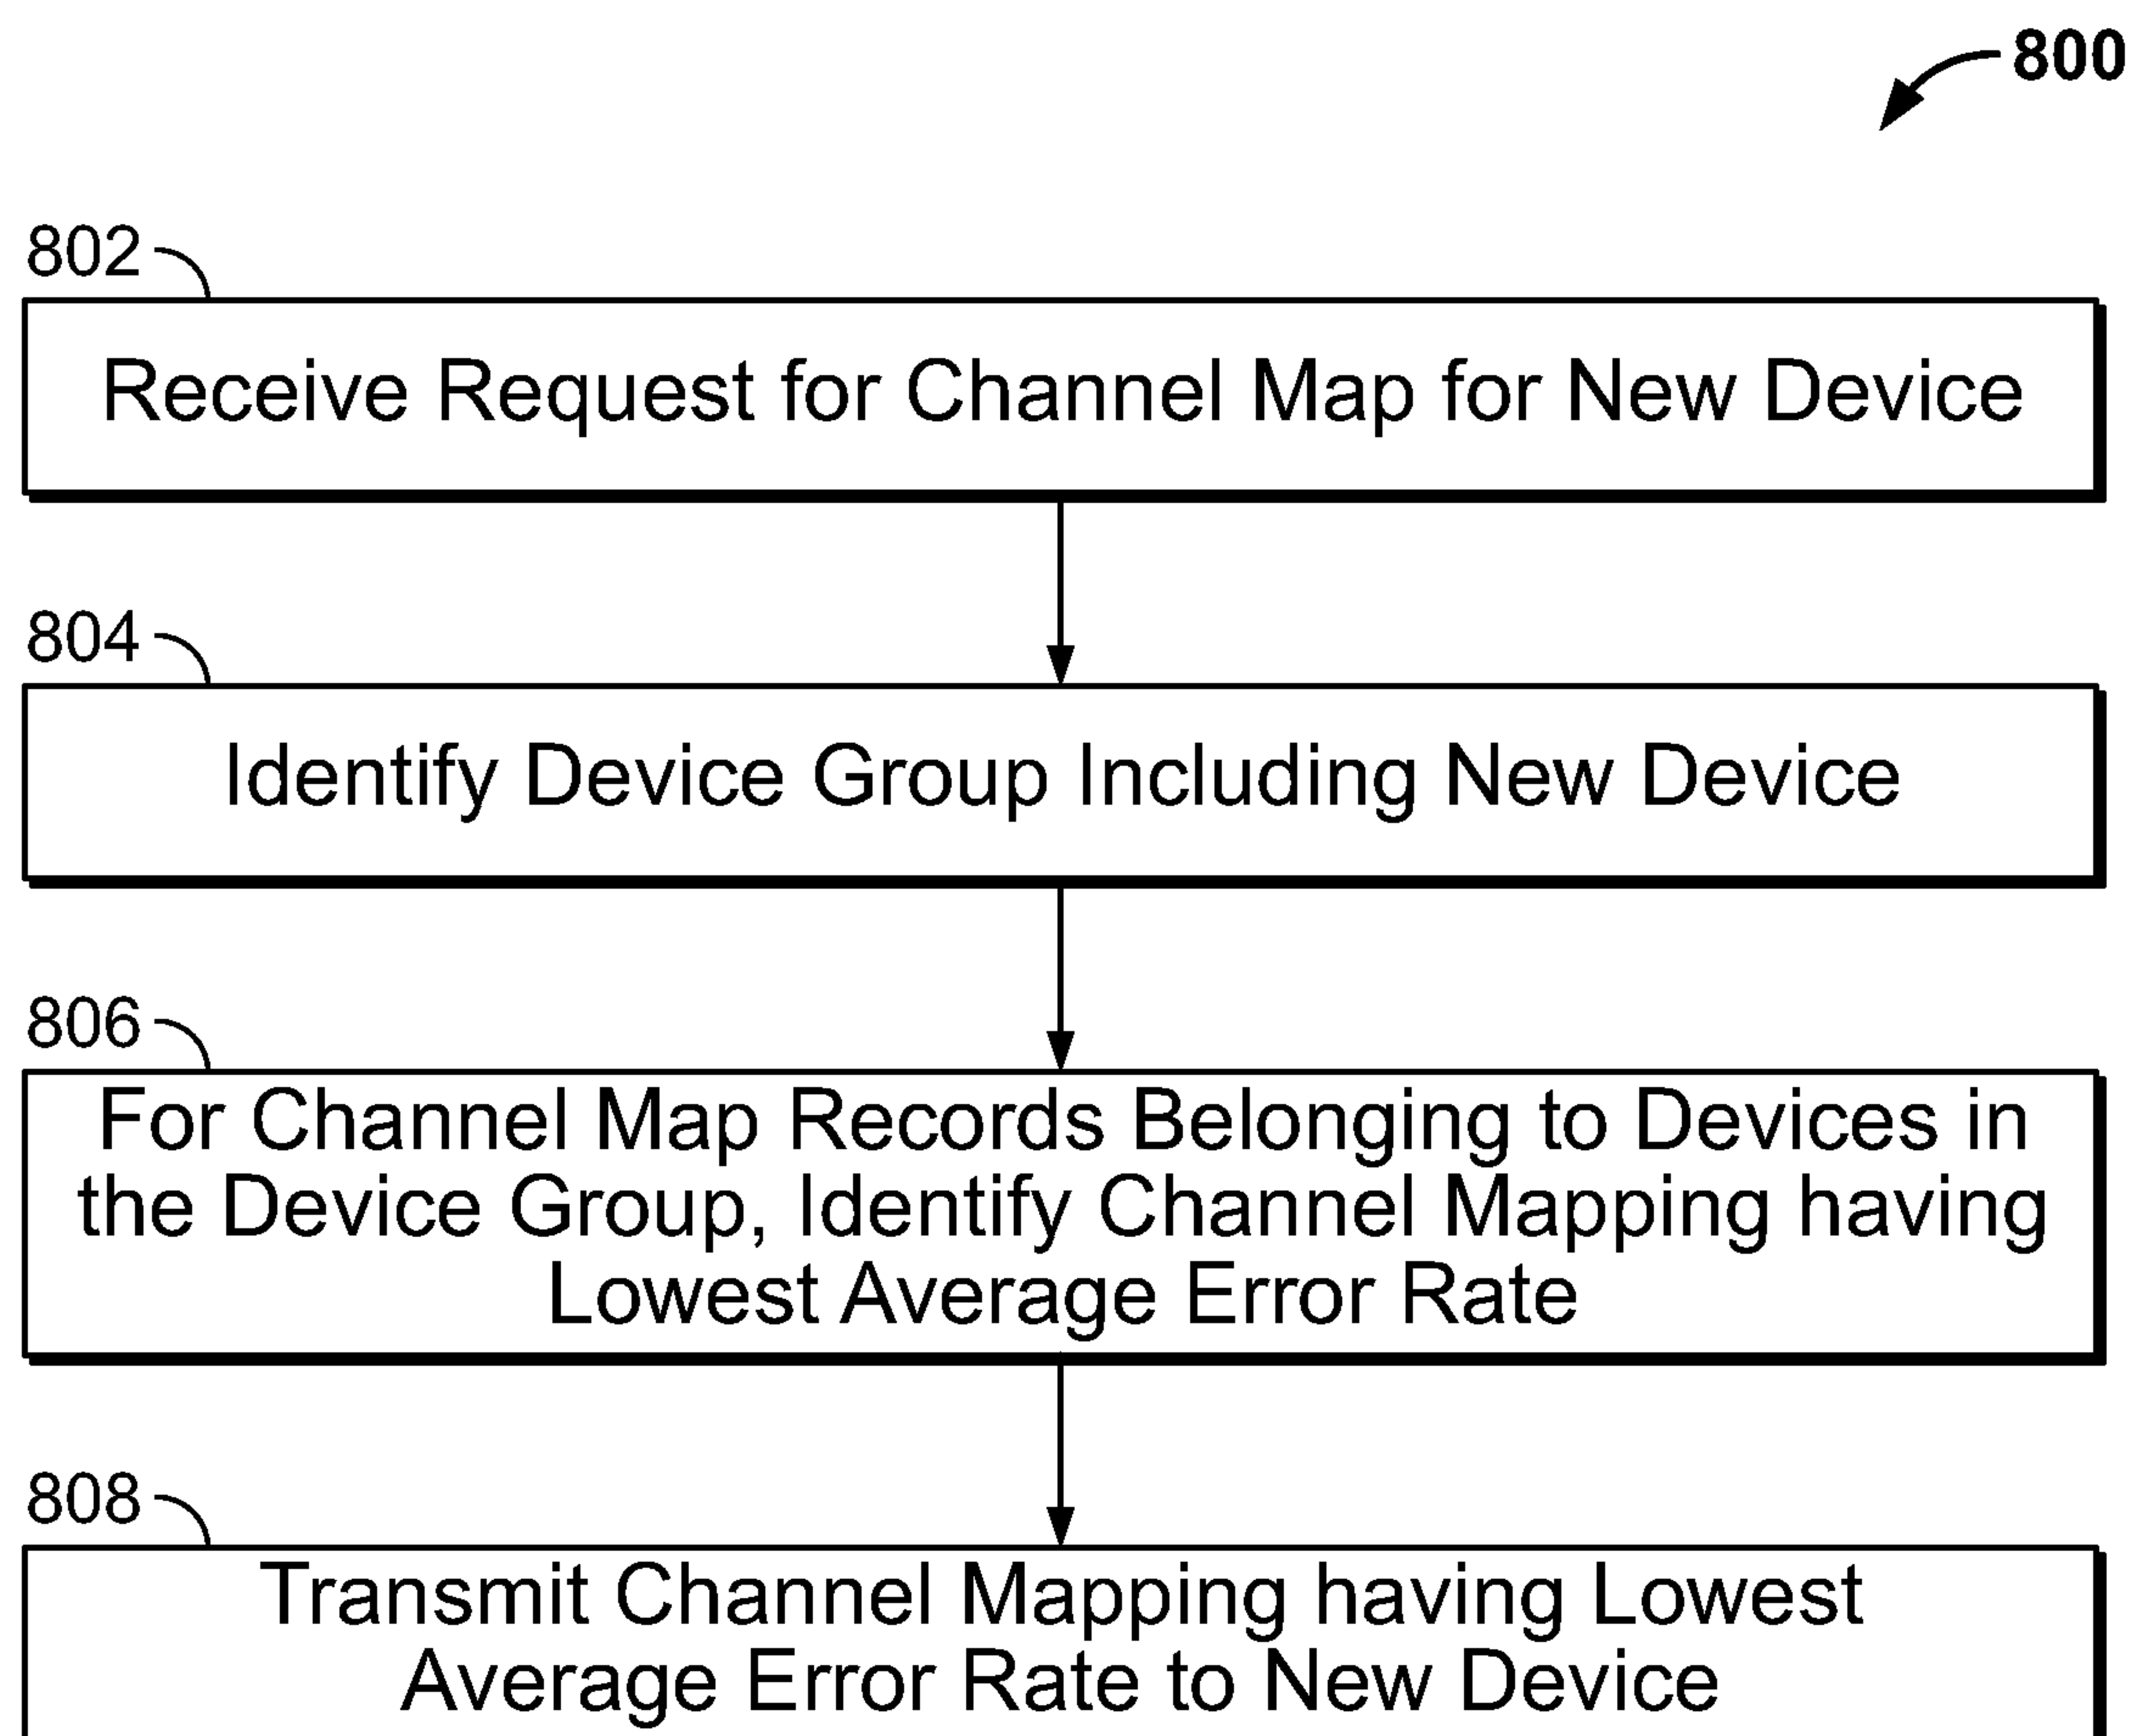 800
802
Receive Request for Channel Map for New Device
804
Identify Device Group Including New Device
806
For Channel Map Records Belonging to Devices in
the Device Group, Identify Channel Mapping having
Lowest Average Error Rate
808
Transmit Channel Mapping having Lowest
Average Error Rate to New Device